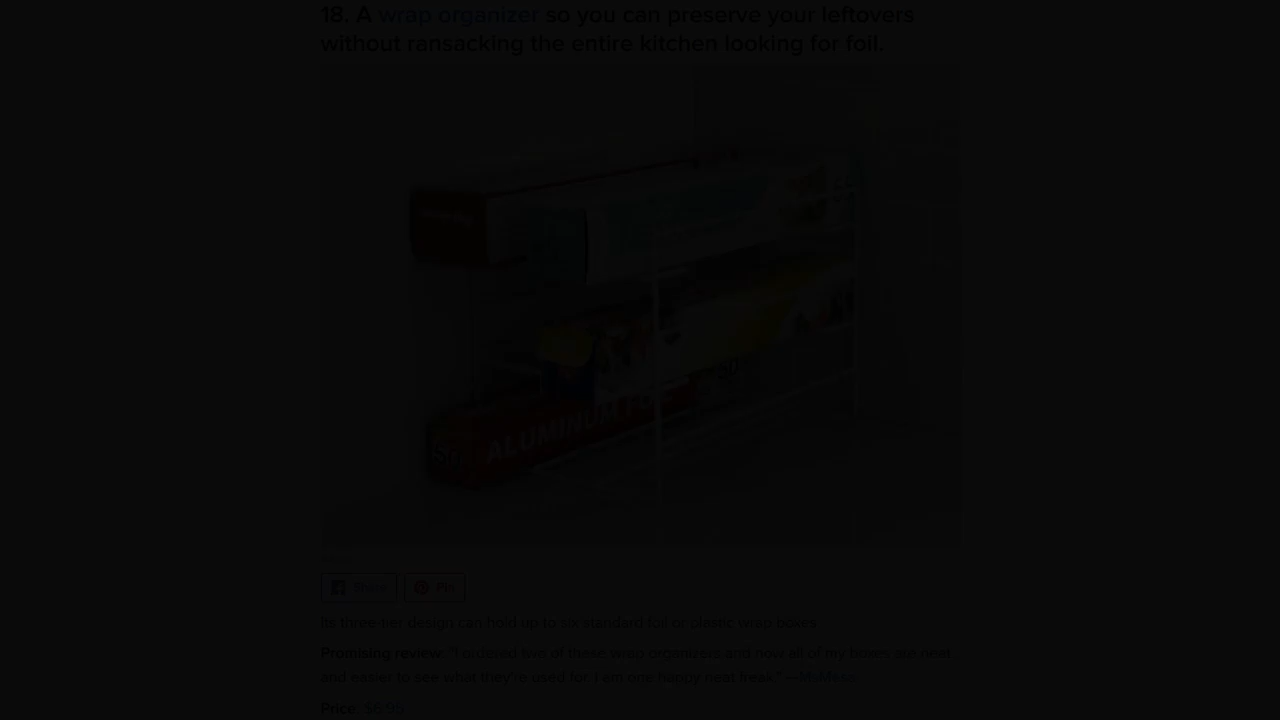 18. A wrap organizer so you can preserve your leftovers
without ransacking the entire kitchen looking for foil.
ALUMINUM
50
Share Pin
Its three-tier design can hold up to six standard foil or plastic wrap boxes.
Promising review: "I ordered two of these wrap organizers and now all of my boxes are neat
and easier to see what they're used for. I am one happy neat freak." —
Price: $6.99